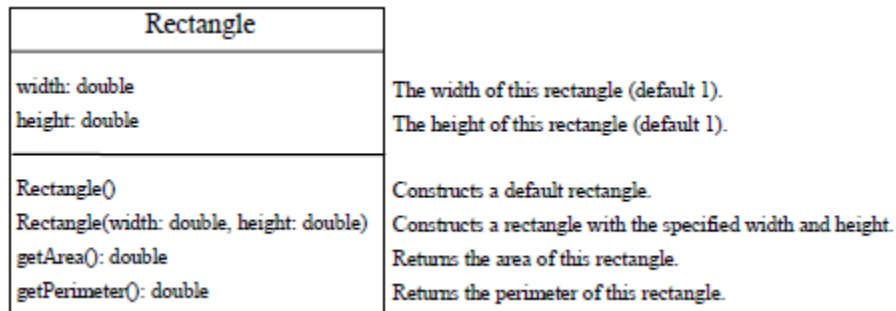 Rectangle
width: double The width of this rectangle (default 1).
height: double The height of this rectangle (default 1).
Rectangle() Constructs a default rectangle.
Rectangle(width: double, height: double) Constructs a rectangle with the specified width and height.
getArea(): double Returns the area of this rectangle.
getPerimeter(): double Returns the perimeter of this rectangle.